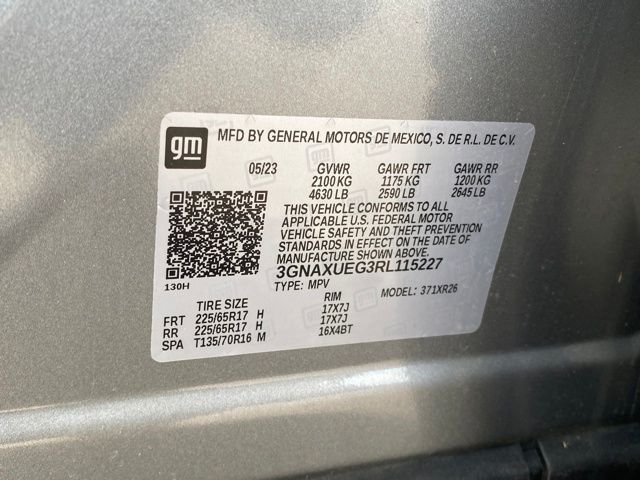 gm
MFD BY GENERAL MOTORS DE MEXICO, S. DE R.L. DE C.V.
05/23 GVWR GAWR FRT GAWR RR
2100 KG 1175 KG 1200 KG
4630 LB 2590 LB 2645 LB
THIS VEHICLE CONFORMS TO ALL
APPLICABLE U.S. FEDERAL MOTOR
VEHICLE SAFETY AND THEFT PREVENTION
STANDARDS IN EFFECT ON THE DATE OF
MANUFACTURE SHOWN ABOVE.
3GNAXUEG3RL115227
130H
TYPE: MPV MODEL: 371XR26
TIRE SIZE RIM
FRT 225/65R17 H 17X7J
RR 225/65R17 H 17X7J
SPA T135/70R16 M 16X4BT